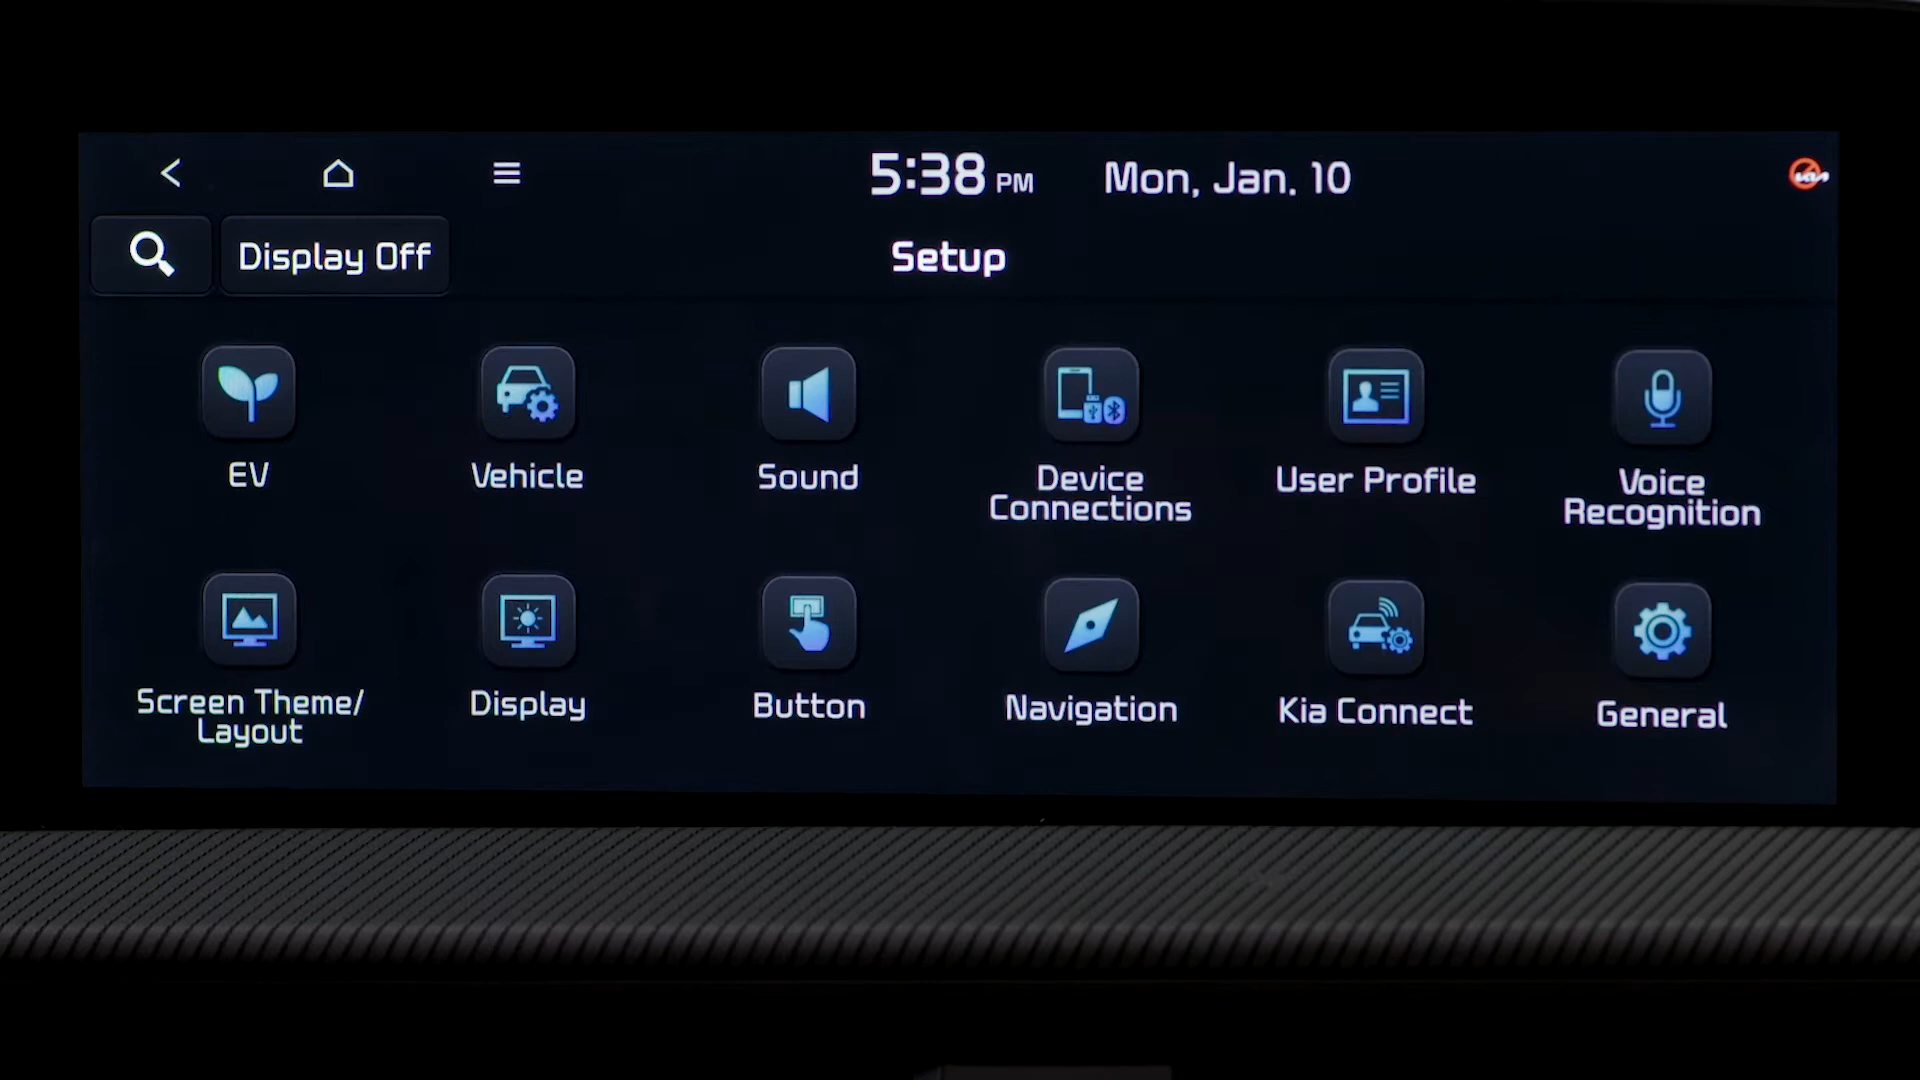 5:38 PM Mon, Jan. 10
Display Off
Setup
EV
Vehicle
Sound
Device
Connections
User Profile
Voice
Recognition
Screen Theme/
Layout
Display
Button
Navigation
Kia Connect
General